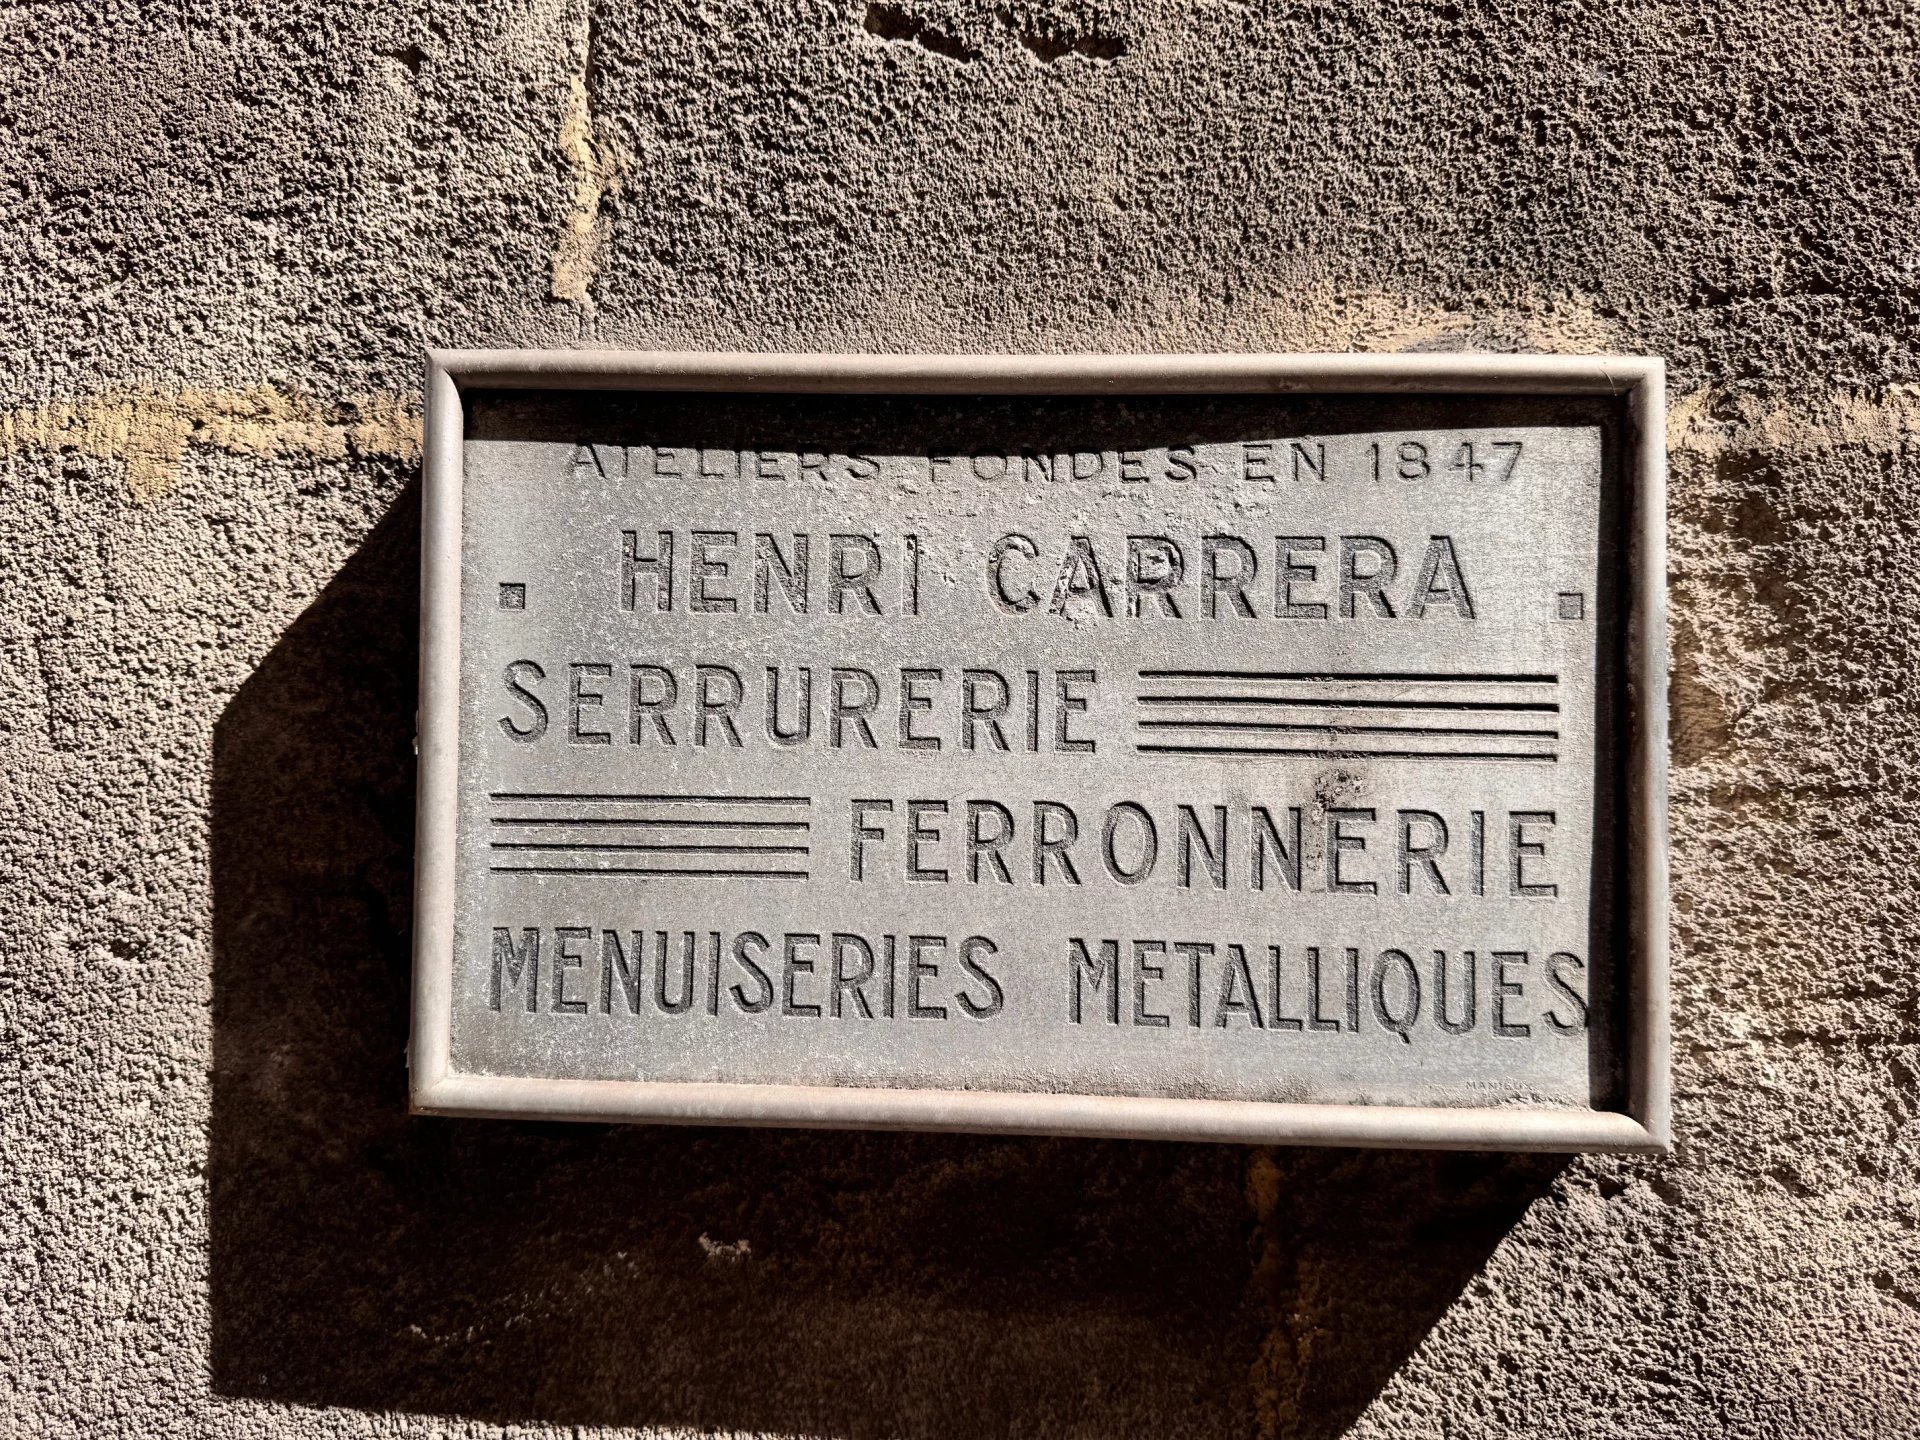 ATELIERS FONDES EN 1847
. HENRI CARRERA .
SERRURERIE
FERRONNERIE
MENUISERIES METALLIQUES